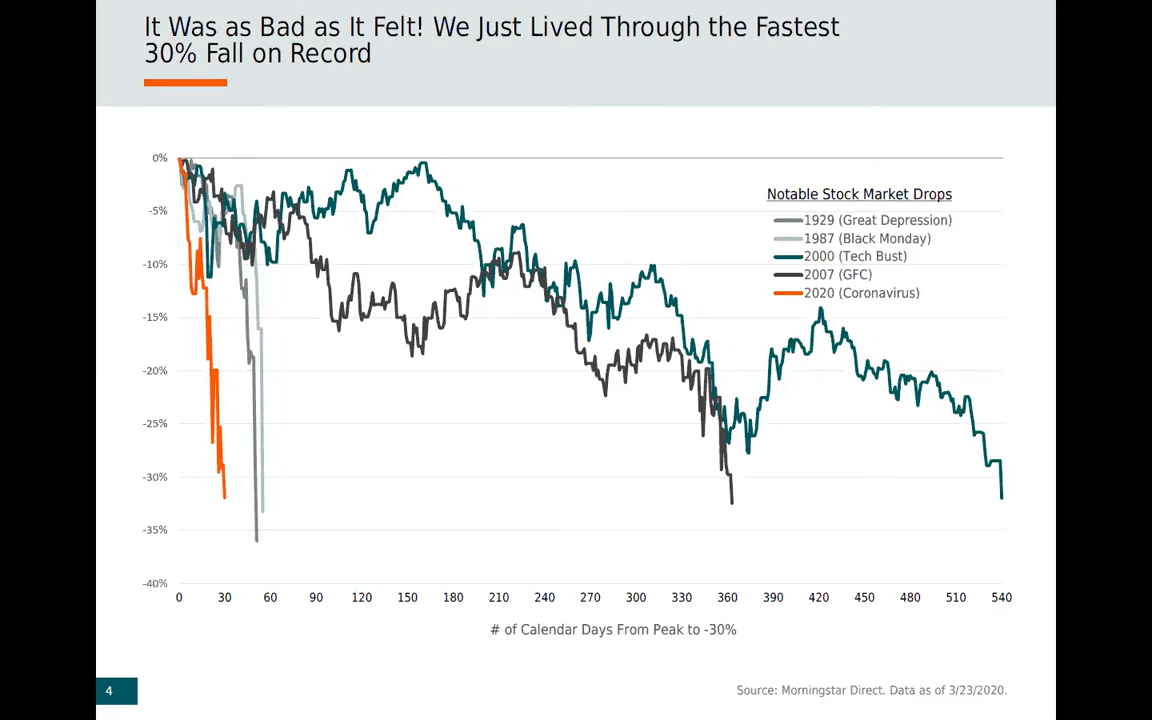 It Was as Bad as It Felt! We Just Lived Through the Fastest
30% Fall on Record
0%
-5%
-10%
-15%
-20%
-25%
-30%
-35%
-40%
Notable Stock Market Drops
1929 (Great Depression)
1987 (Black Monday)
2000 (Tech Bust)
2007 (GFC)
2020 (Coronavirus)
0 30 60 90 120 150 180 210 240 270 300 330 360 390 420 450 480 510 540
# of Calendar Days From Peak to -30%
4
Source: Morningstar Direct. Data as of 3/23/2020.